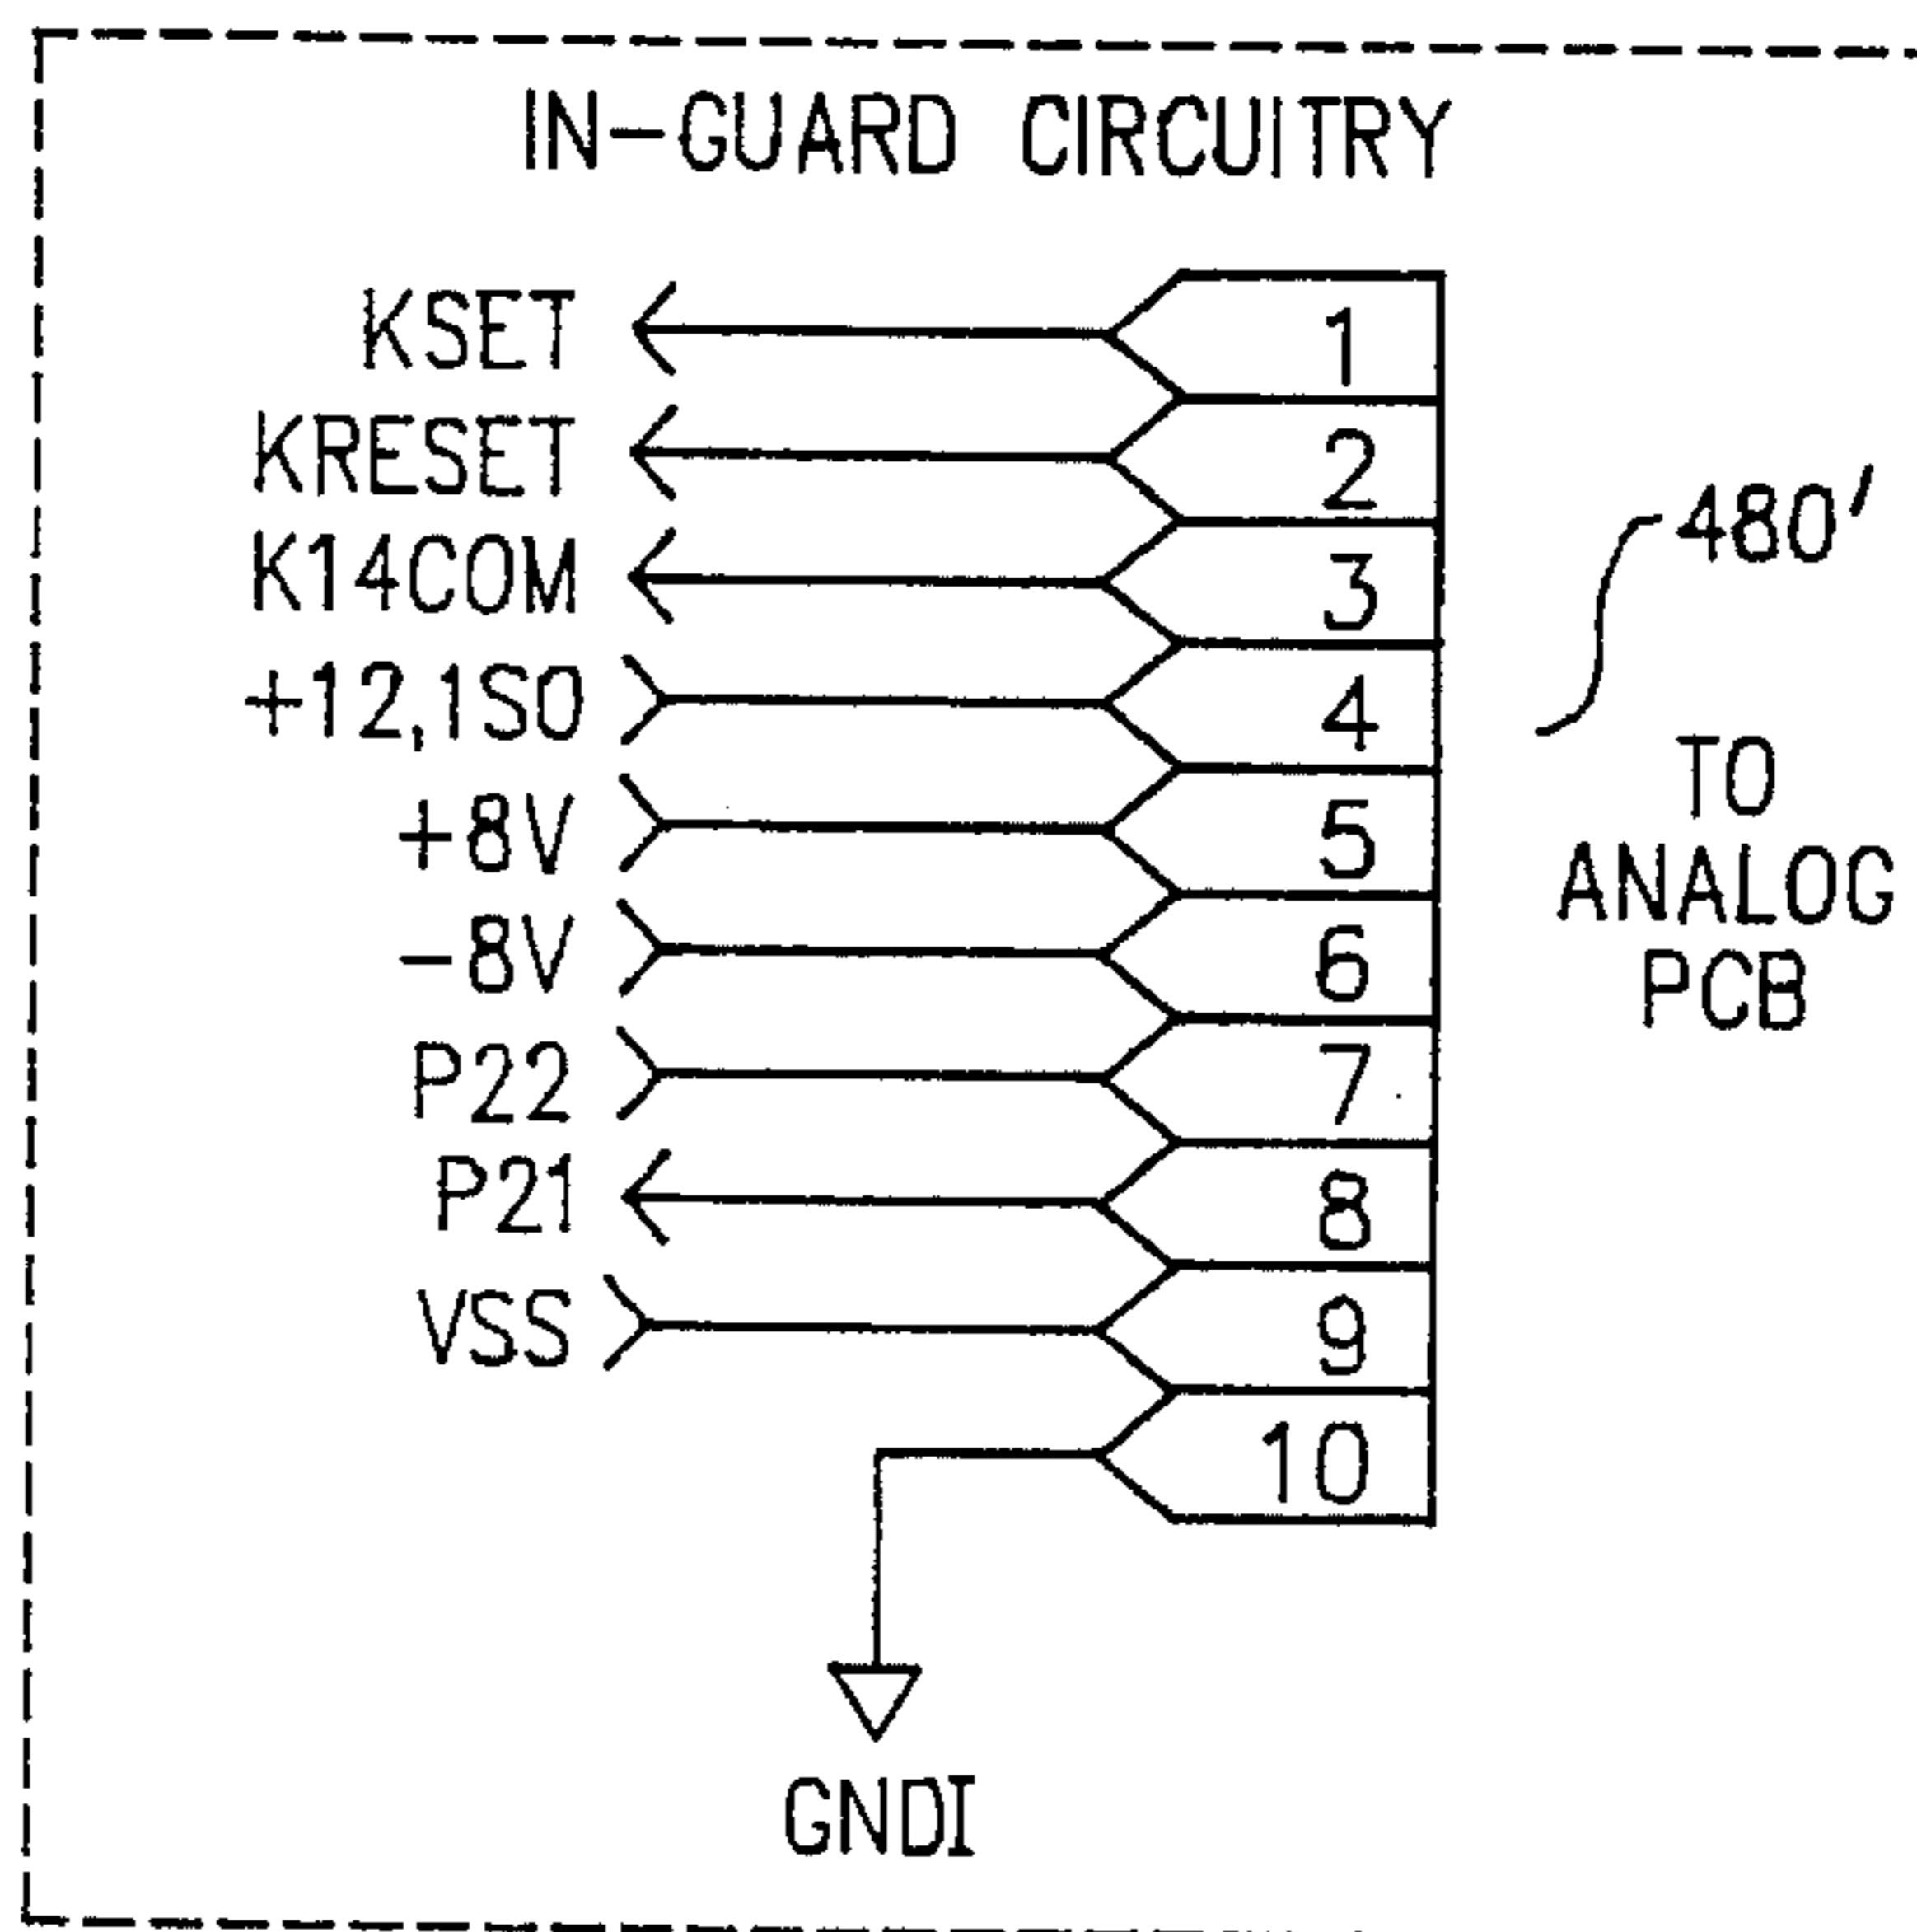 IN-GUARD CIRCUITRY
KSET 1
KRESET 2
K14COM 3
480'
+12,1SO 4
TO
+8V 5
ANALOG
-8V 6
PCB
P22 7
P21 8
VSS 9
10
GNDI